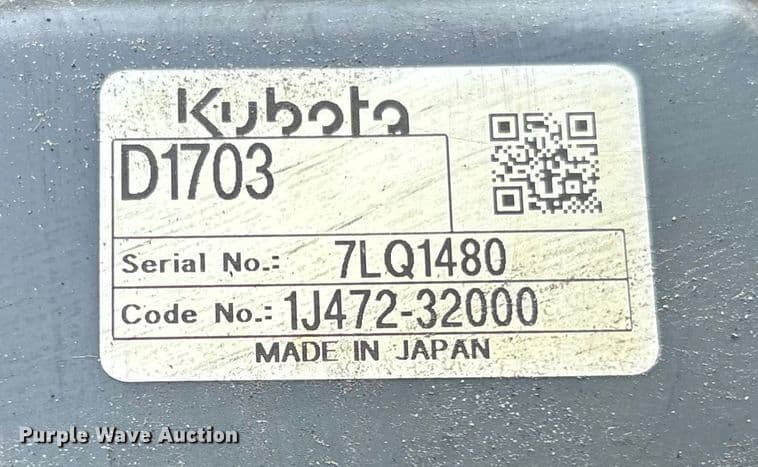 Kubota
D1703
Serial No.: 7LQ1480
Code No.: 1J472-32000
MADE IN JAPAN
Purple Wave Auction